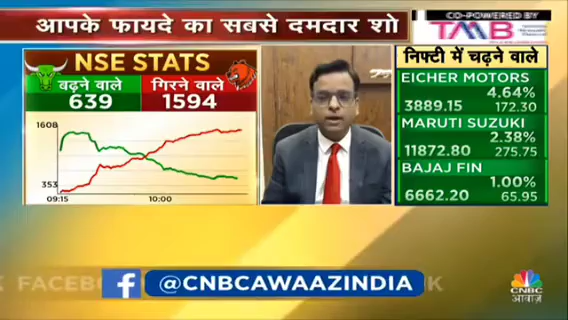 आपके फायदे का सबसे दमदार शो
CO-POWERED BY
TMB
NSE STATS
बढ़ने वाले
गिरने वाले
639
1594
1608
353
09:15
10:00
निफ्टी में चढ़ने वाले
EICHER MOTORS
4.64%
3889.15
172.30
MARUTI SUZUKI
2.38%
11872.80
275.75
BAJAJ FIN
1.00%
6662.20
65.95
FACEBOOK
f @CNBCAWAAZINDIA
CNBC
आवाज़